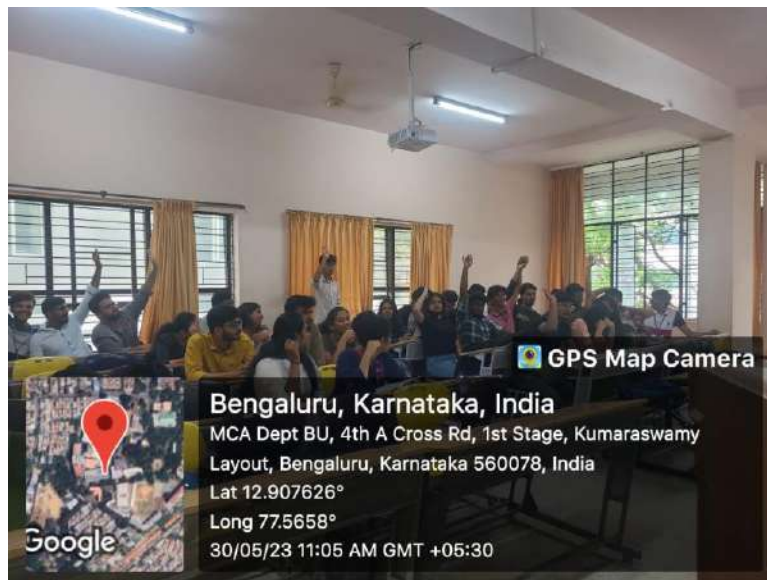 GPS Map Camera
Bengaluru, Karnataka, India
MCA Dept BU, 4th A Cross Rd, 1st Stage, Kumaraswamy
Layout, Bengaluru, Karnataka 560078, India
Lat 12.907626°
Long 77.5658°
30/05/23 11:05 AM GMT +05:30
Google